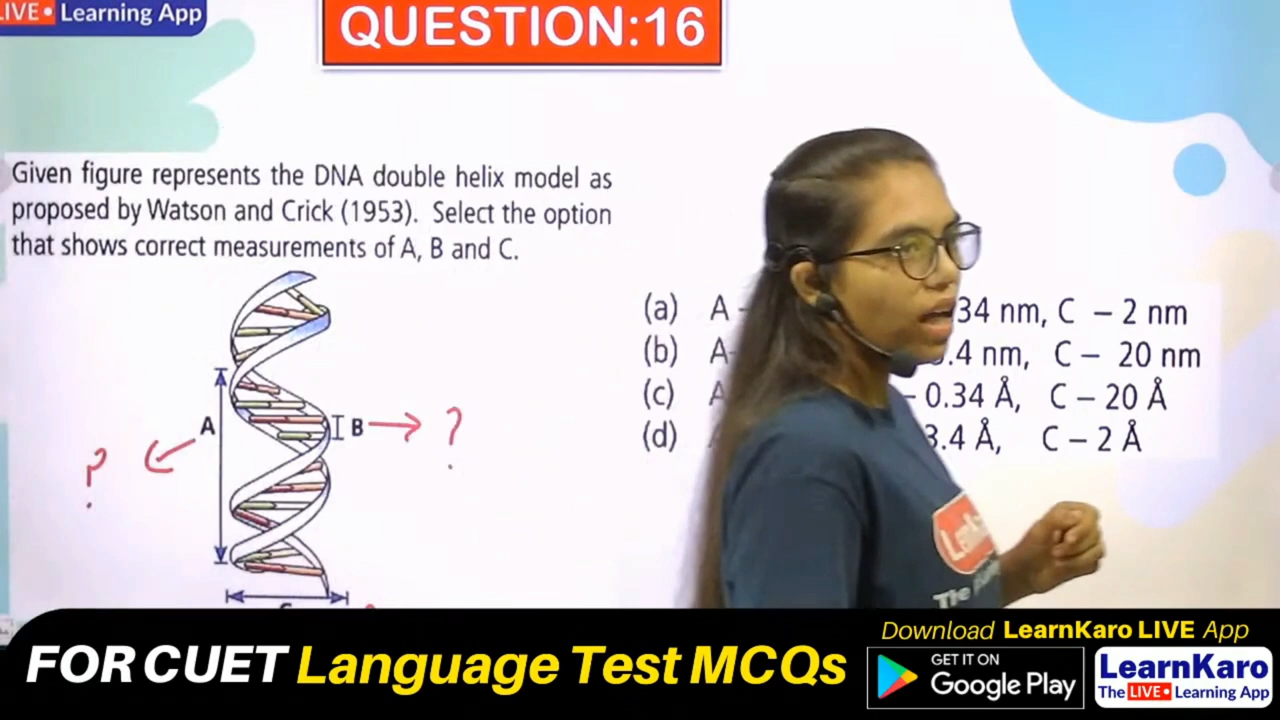 LIVE• Learning App
QUESTION:16
Given figure represents the DNA double helix model as
proposed by Watson and Crick (1953). Select the option
that shows correct measurements of A, B and C.
(a) A - 34 nm, C – 2 nm
(b) A- .4 nm, C – 20 nm
(c) A – 0.34 Å, C – 20 Å
(d) 3.4 Å, C – 2 Å
A
B
?
?
The
FOR CUET Language Test MCQs
Download LearnKaro LIVE App
GET IT ON
Google Play
LearnKaro
The LIVE• Learning App